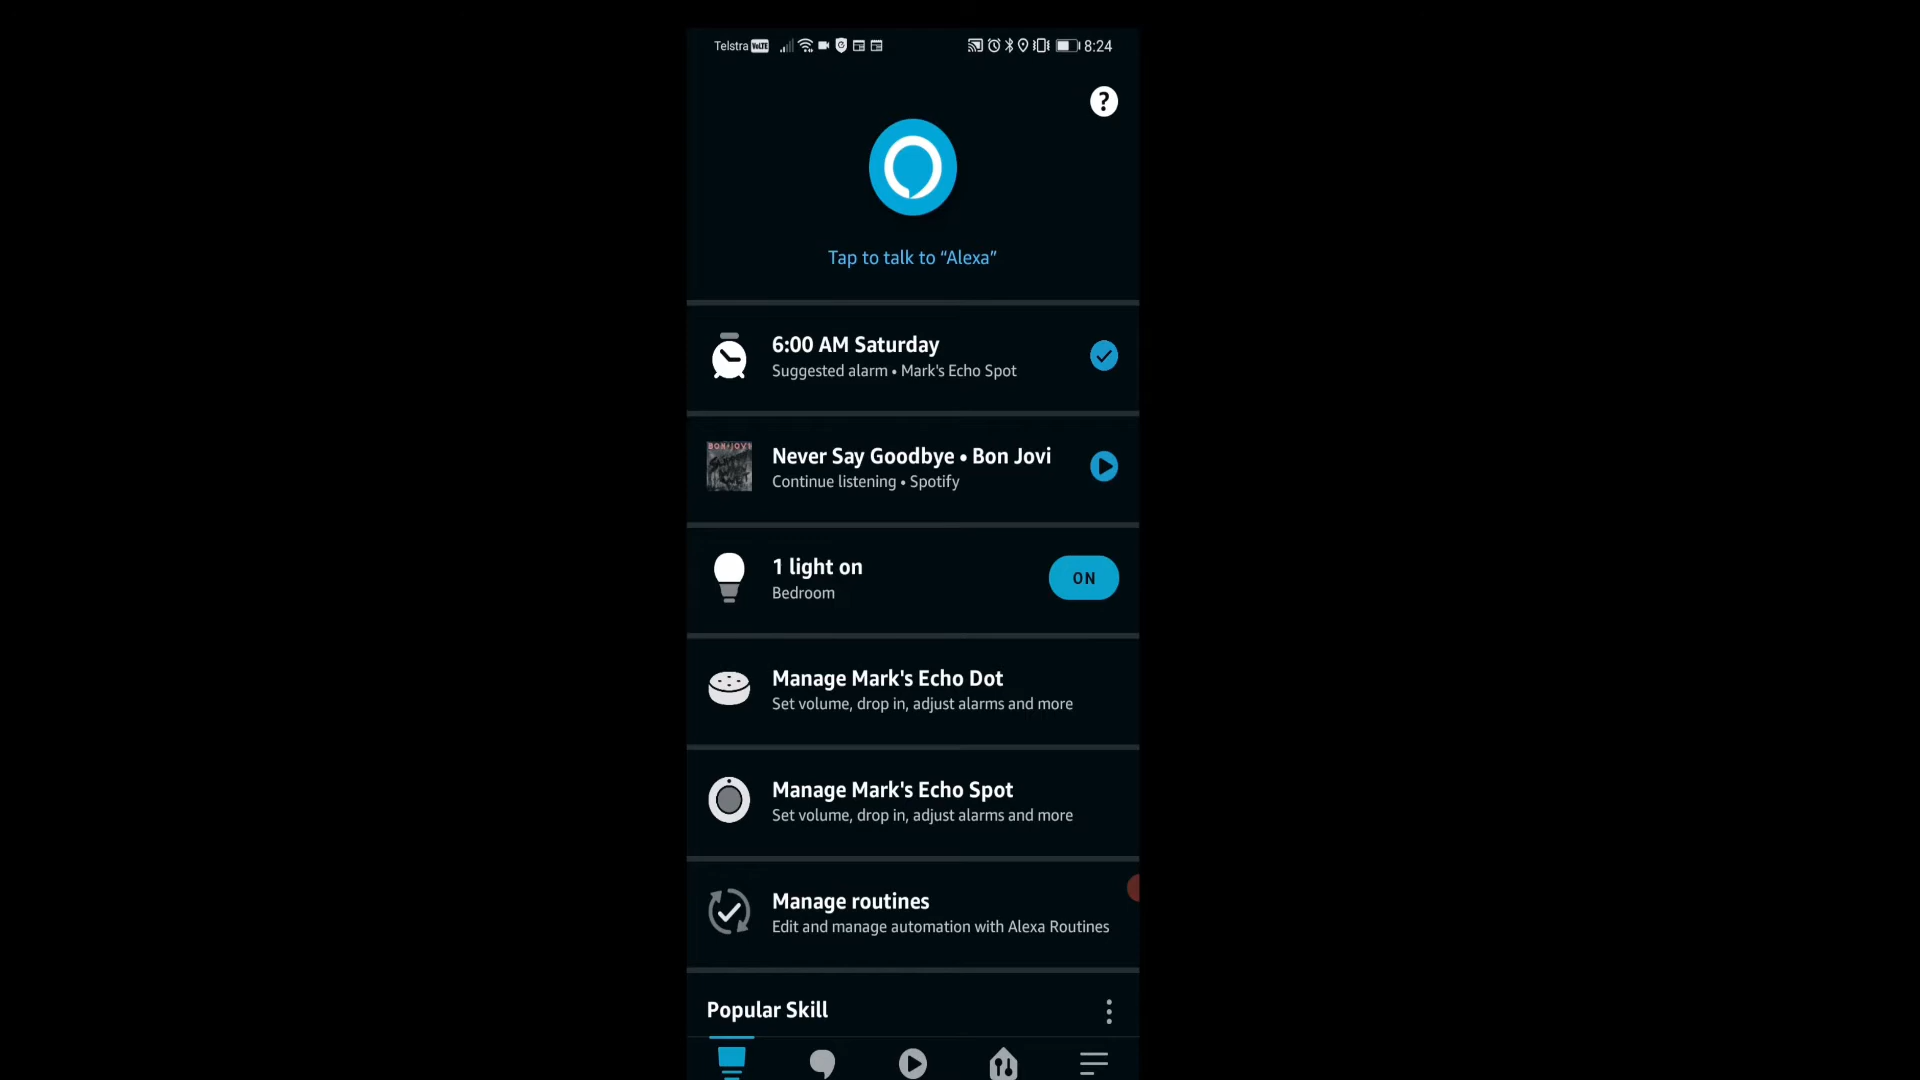 Telstra VoLTE 8:24
?
Tap to talk to “Alexa”
6:00 AM Saturday
Suggested alarm • Mark's Echo Spot
BON JOVI
Never Say Goodbye • Bon Jovi
Continue listening • Spotify
1 light on
ON
Bedroom
Manage Mark's Echo Dot
Set volume, drop in, adjust alarms and more
Manage Mark's Echo Spot
Set volume, drop in, adjust alarms and more
Manage routines
Edit and manage automation with Alexa Routines
Popular Skill